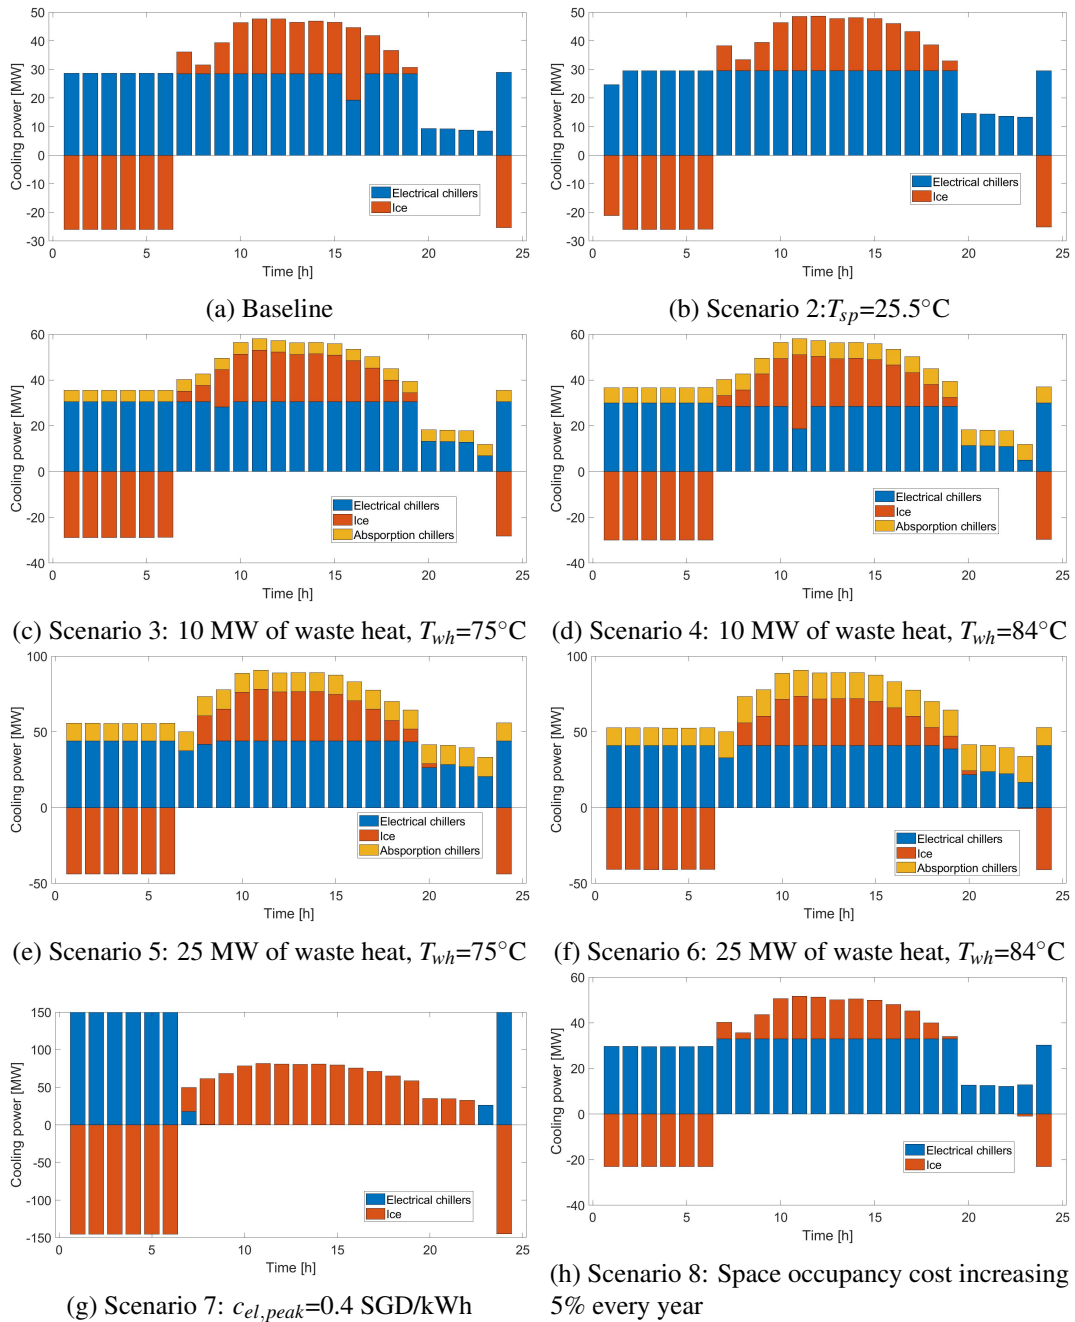 50
40
30
20
10
0
-10
-20
-30
Cooling power [MW]
Electrical chillers
Ice
0 5 10 15 20 25
Time [h]
(a) Baseline
50
40
30
20
10
0
-10
-20
-30
Cooling power [MW]
Electrical chillers
Ice
0 5 10 15 20 25
Time [h]
(b) Scenario 2:Tsp=25.5°C
60
40
20
0
-20
-40
Cooling power [MW]
Electrical chillers
Ice
Absporption chillers
0 5 10 15 20 25
Time [h]
(c) Scenario 3: 10 MW of waste heat, Twh=75°C
60
40
20
0
-20
-40
Cooling power [MW]
Electrical chillers
Ice
Absporption chillers
0 5 10 15 20 25
Time [h]
(d) Scenario 4: 10 MW of waste heat, Twh=84°C
100
50
0
-50
Cooling power [MW]
Electrical chillers
Ice
Absporption chillers
0 5 10 15 20 25
Time [h]
(e) Scenario 5: 25 MW of waste heat, Twh=75°C
100
50
0
-50
Cooling power [MW]
Electrical chillers
Ice
Absporption chillers
0 5 10 15 20 25
Time [h]
(f) Scenario 6: 25 MW of waste heat, Twh=84°C
150
100
50
0
-50
-100
-150
Cooling power [MW]
Electrical chillers
Ice
0 5 10 15 20 25
Time [h]
(g) Scenario 7: cel,peak=0.4 SGD/kWh
60
40
20
0
-20
-40
Cooling power [MW]
Electrical chillers
Ice
0 5 10 15 20 25
Time [h]
(h) Scenario 8: Space occupancy cost increasing
5% every year